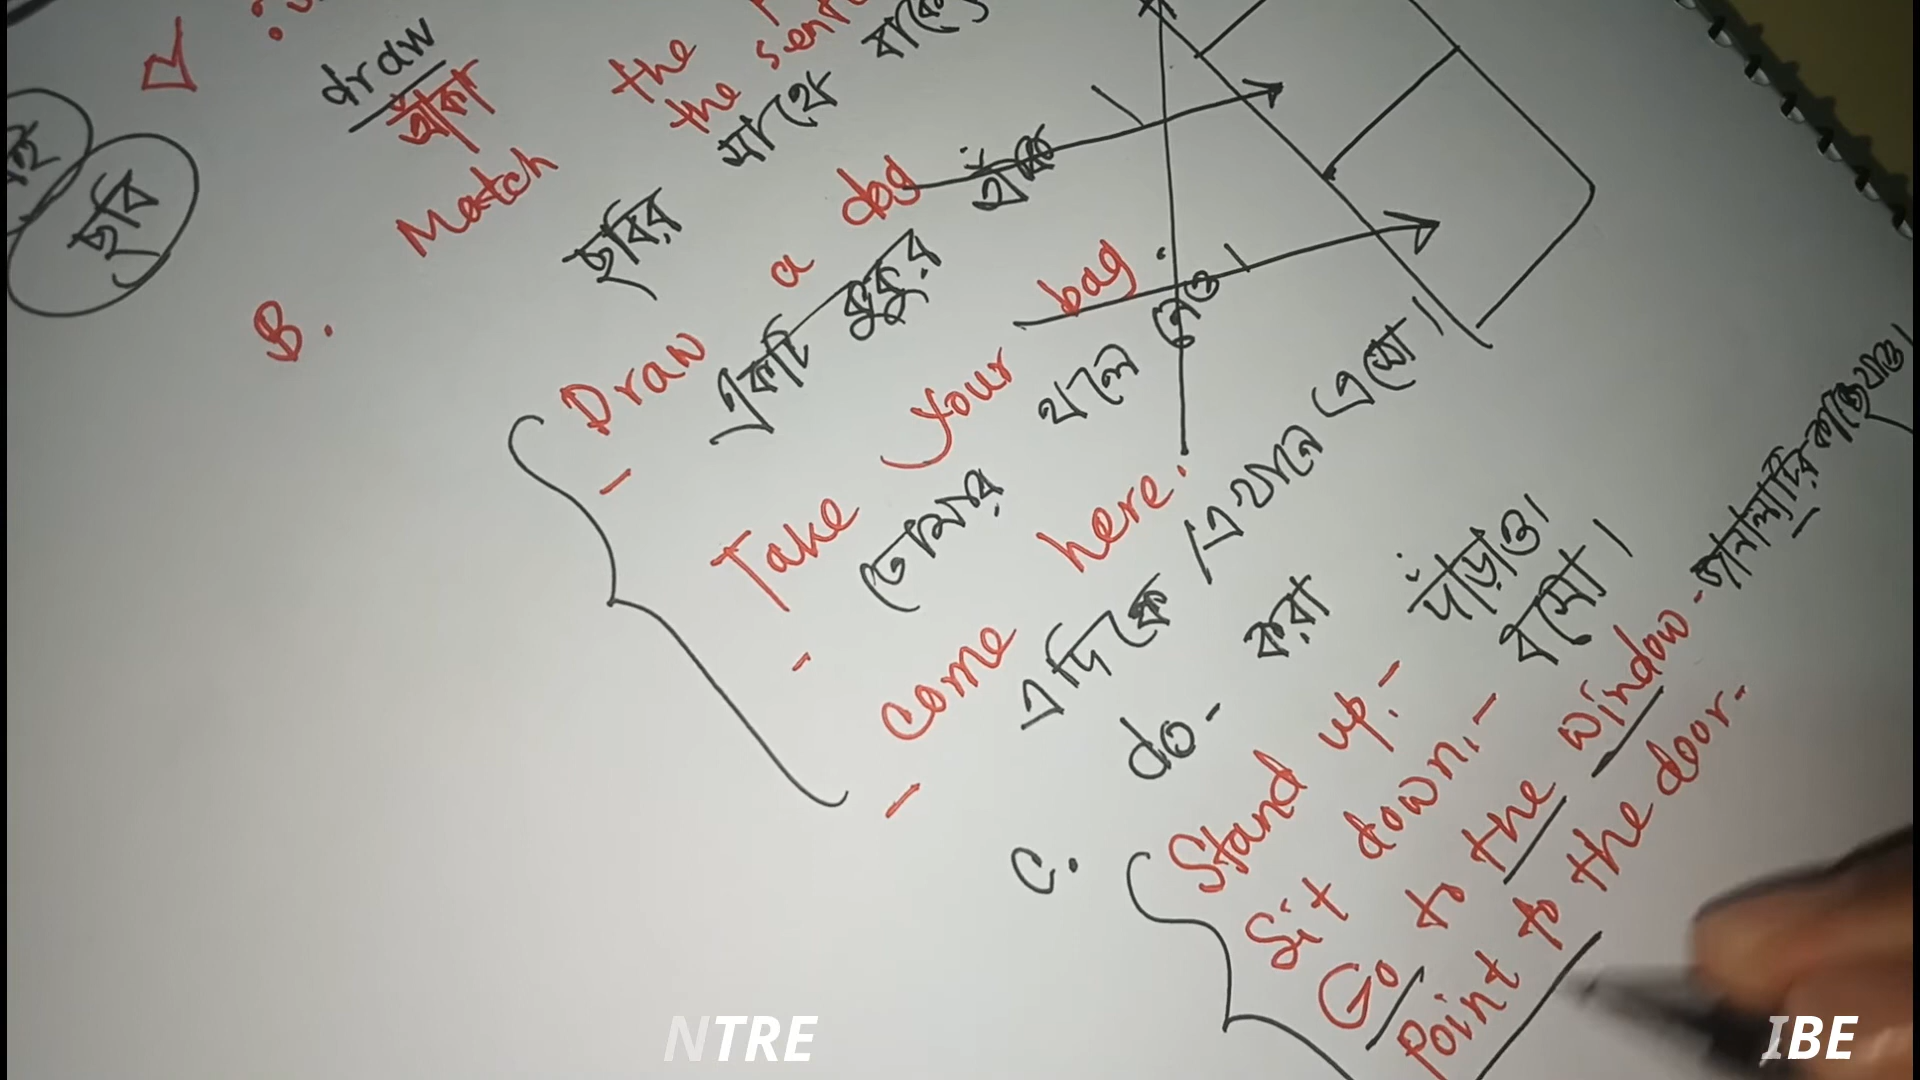 draw
আঁকা
ছবি
B. Match the
the
ছবির সাথে
- Draw a dog
একটি কুকুর আঁক
- Take your bag.
তোমার থলে নেও।
- come here.
এদিকে / এখানে এসো।
do - করা
C. Stand up. - দাঁড়াও।
Sit down. - বসো।
Go to the window - জানালাটির কাছে যাও।
Point to the door.
NTRE
IBE